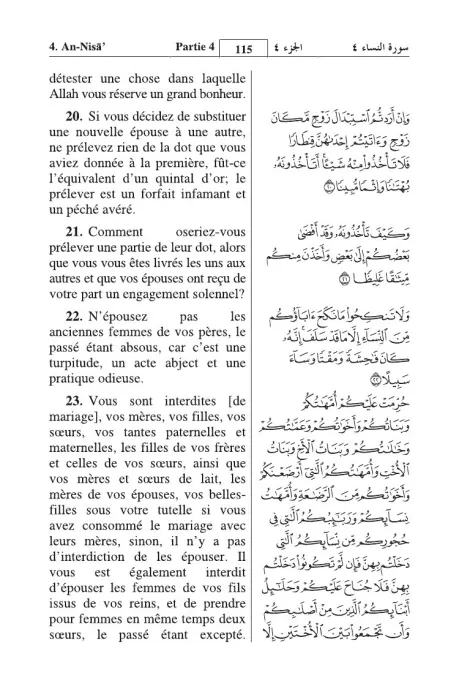 4. An-Nisā’ Partie 4 115 الجزء ٤ سورة النساء ٤
détester une chose dans laquelle
Allah vous réserve un grand bonheur.
20. Si vous décidez de substituer
une nouvelle épouse à une autre,
ne prélevez rien de la dot que vous
aviez donnée à la première, fût-ce
l’équivalent d’un quintal d’or; le
prélever est un forfait infamant et
un péché avéré.
21. Comment oseriez-vous
prélever une partie de leur dot, alors
que vous vous êtes livrés les uns aux
autres et que vos épouses ont reçu de
votre part un engagement solennel?
22. N’épousez pas les
anciennes femmes de vos pères, le
passé étant absous, car c’est une
turpitude, un acte abject et une
pratique odieuse.
23. Vous sont interdites [de
mariage], vos mères, vos filles, vos
sœurs, vos tantes paternelles et
maternelles, les filles de vos frères
et celles de vos sœurs, ainsi que
vos mères et sœurs de lait, les
mères de vos épouses, vos belles-
filles sous votre tutelle si vous
avez consommé le mariage avec
leurs mères, sinon, il n’y a pas
d’interdiction de les épouser. Il
vous est également interdit
d’épouser les femmes de vos fils
issus de vos reins, et de prendre
pour femmes en même temps deux
sœurs, le passé étant excepté.
وَإِنْ أَرَدتُّمُ ٱسْتِبْدَالَ زَوْجٍ مَّكَانَ
زَوْجٍ وَءَاتَيْتُمْ إِحْدَىٰهُنَّ قِنطَارًا
فَلَا تَأْخُذُوا۟ مِنْهُ شَيْـًٔا أَتَأْخُذُونَهُۥ
بُهْتَـٰنًا وَإِثْمًا مُّبِينًا ٢٠
وَكَيْفَ تَأْخُذُونَهُۥ وَقَدْ أَفْضَىٰ
بَعْضُكُمْ إِلَىٰ بَعْضٍ وَأَخَذْنَ مِنكُم
مِّيثَـٰقًا غَلِيظًا ٢١
وَلَا تَنكِحُوا۟ مَا نَكَحَ ءَابَآؤُكُم
مِّنَ ٱلنِّسَآءِ إِلَّا مَا قَدْ سَلَفَ إِنَّهُۥ
كَانَ فَـٰحِشَةً وَمَقْتًا وَسَآءَ
سَبِيلًا ٢٢
حُرِّمَتْ عَلَيْكُمْ أُمَّهَـٰتُكُمْ
وَبَنَاتُكُمْ وَأَخَوَٰتُكُمْ وَعَمَّـٰتُكُمْ
وَخَـٰلَـٰتُكُمْ وَبَنَاتُ ٱلْأَخِ وَبَنَاتُ
ٱلْأُخْتِ وَأُمَّهَـٰتُكُمُ ٱلَّـٰتِىٓ أَرْضَعْنَكُمْ
وَأَخَوَٰتُكُم مِّنَ ٱلرَّضَـٰعَةِ وَأُمَّهَـٰتُ
نِسَآئِكُمْ وَرَبَـٰٓئِبُكُمُ ٱلَّـٰتِى فِى
حُجُورِكُم مِّن نِّسَآئِكُمُ ٱلَّـٰتِى
دَخَلْتُم بِهِنَّ فَإِن لَّمْ تَكُونُوا۟ دَخَلْتُم
بِهِنَّ فَلَا جُنَاحَ عَلَيْكُمْ وَحَلَـٰٓئِلُ
أَبْنَآئِكُمُ ٱلَّذِينَ مِنْ أَصْلَـٰبِكُمْ
وَأَن تَجْمَعُوا۟ بَيْنَ ٱلْأُخْتَيْنِ إِلَّا